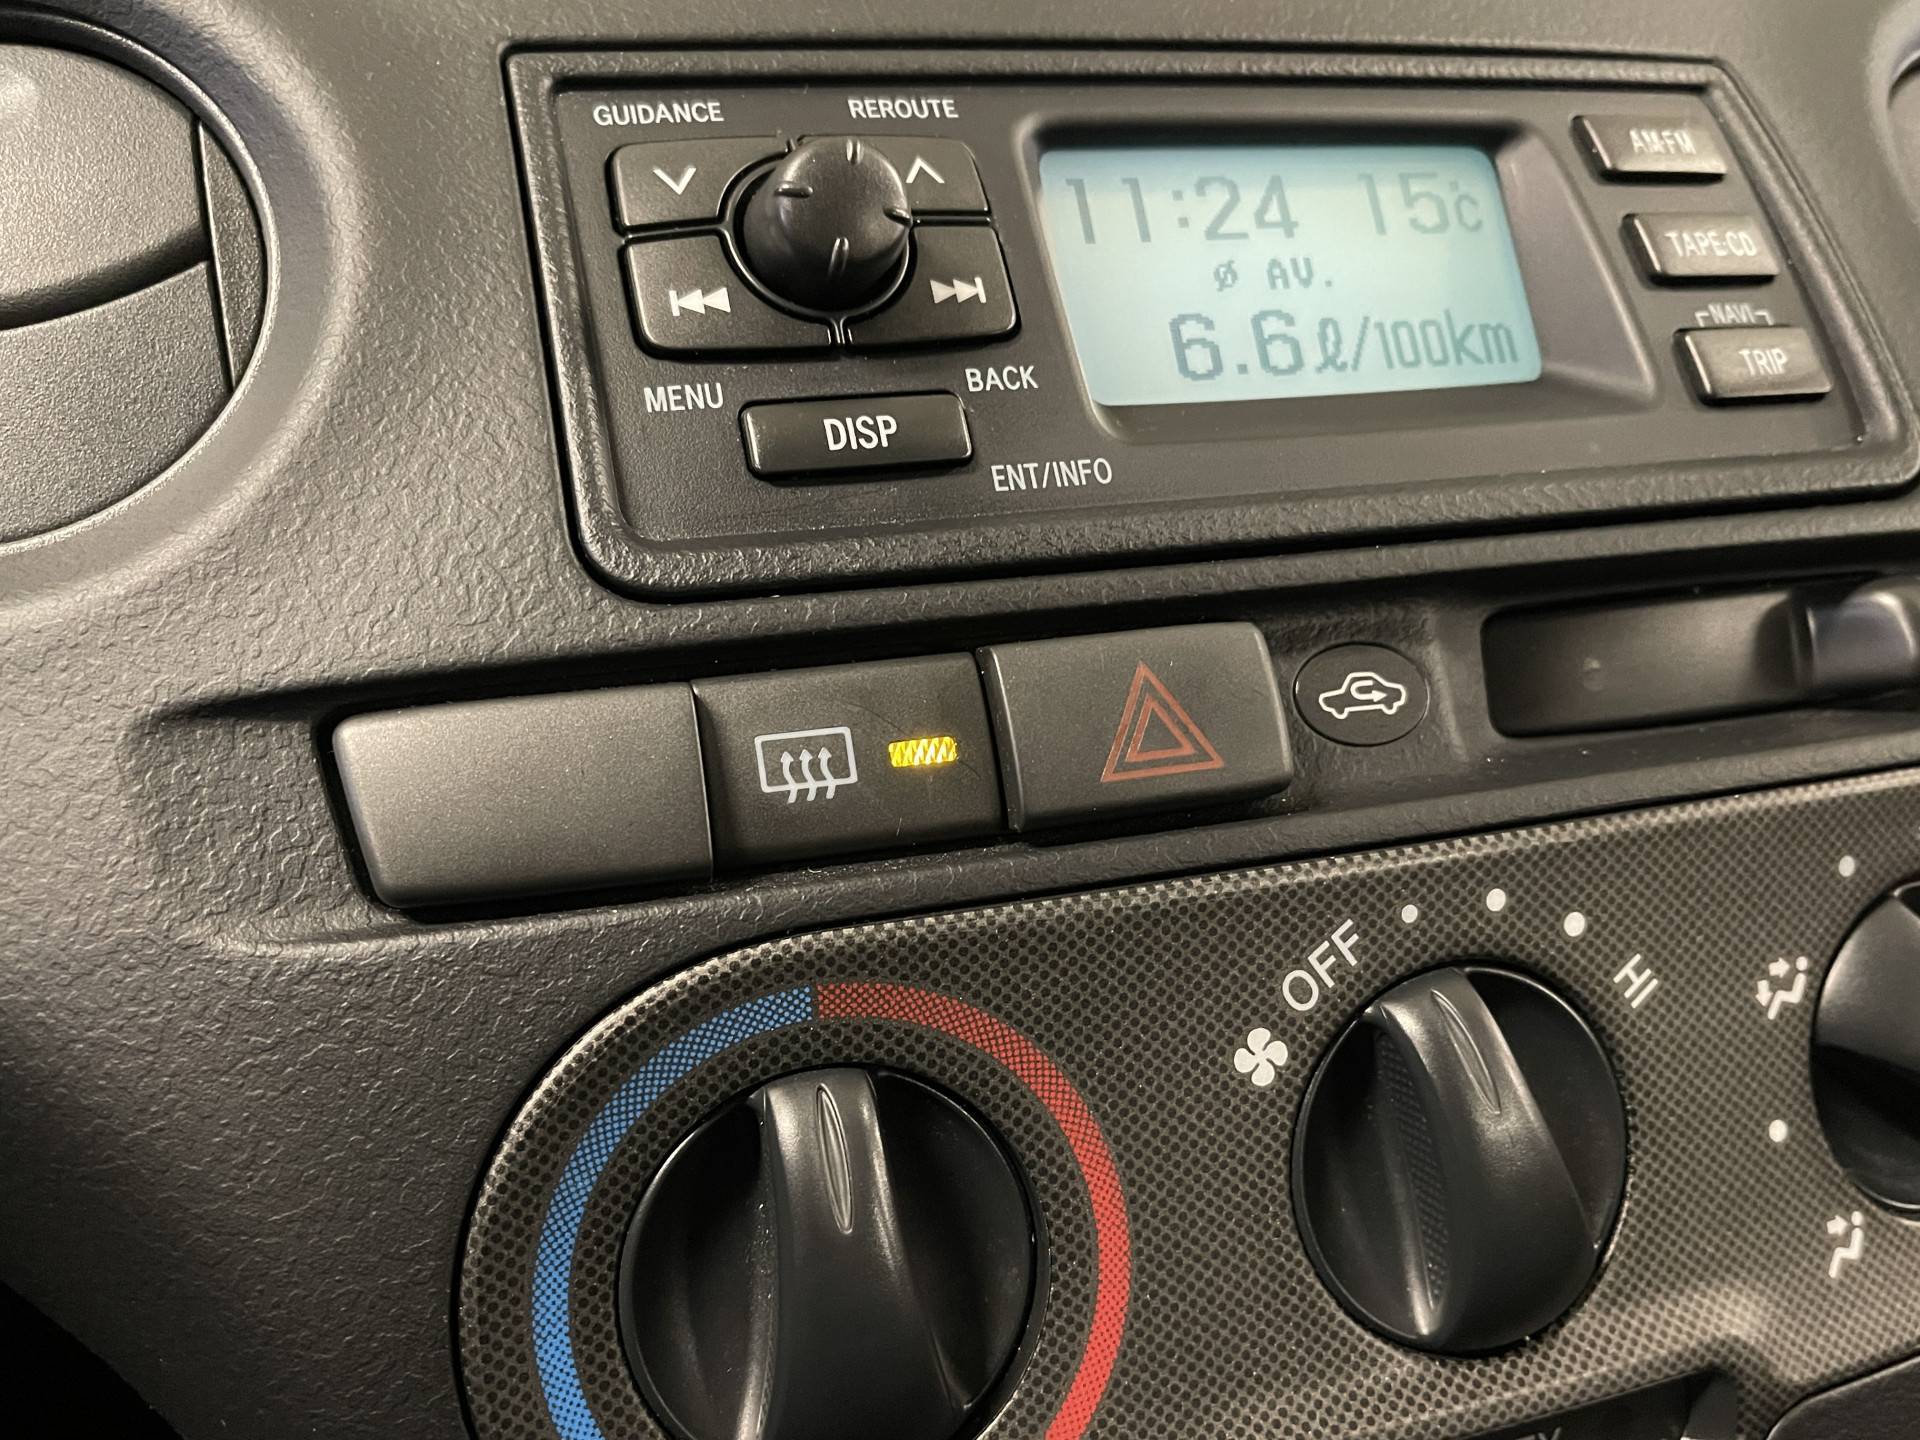 GUIDANCE REROUTE
AM·FM
11:24 15°C
Ø AV.
6.6ℓ/100km
TAPE·CD
NAVI
TRIP
MENU BACK
DISP
ENT/INFO
OFF
HI